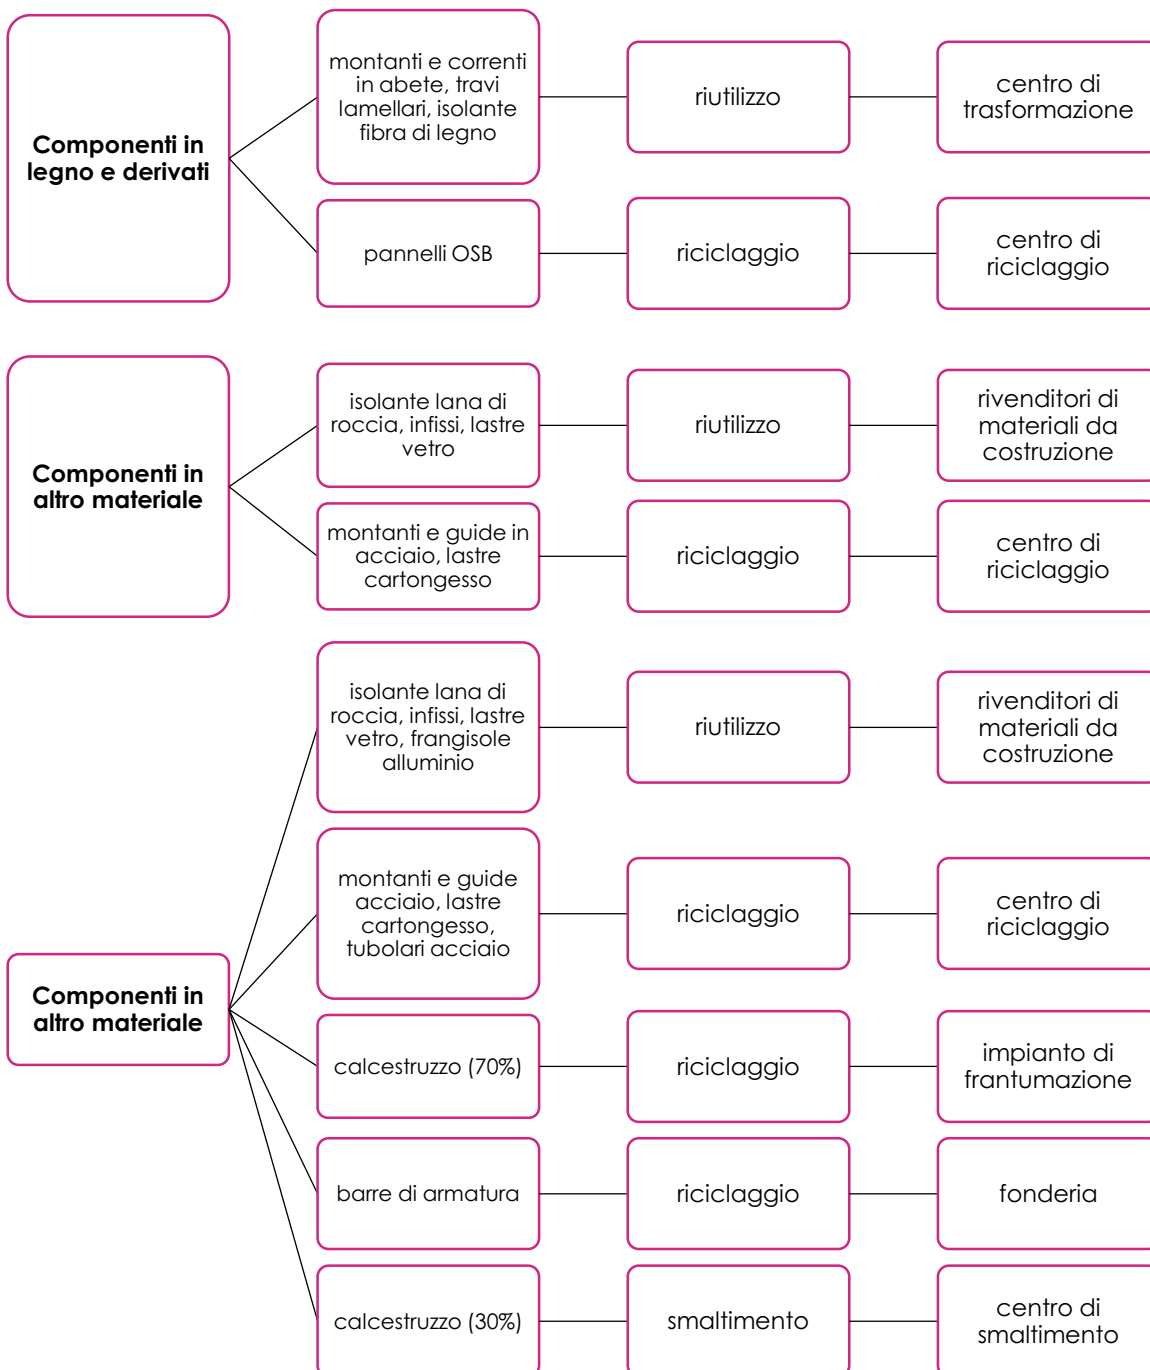 Componenti in
legno e derivati
montanti e correnti
in abete, travi
lamellari, isolante
fibra di legno
riutilizzo
centro di
trasformazione
pannelli OSB
riciclaggio
centro di
riciclaggio
Componenti in
altro materiale
isolante lana di
roccia, infissi, lastre
vetro
riutilizzo
rivenditori di
materiali da
costruzione
montanti e guide in
acciaio, lastre
cartongesso
riciclaggio
centro di
riciclaggio
Componenti in
altro materiale
isolante lana di
roccia, infissi, lastre
vetro, frangisole
alluminio
riutilizzo
rivenditori di
materiali da
costruzione
montanti e guide
acciaio, lastre
cartongesso,
tubolari acciaio
riciclaggio
centro di
riciclaggio
calcestruzzo (70%)
riciclaggio
impianto di
frantumazione
barre di armatura
riciclaggio
fonderia
calcestruzzo (30%)
smaltimento
centro di
smaltimento